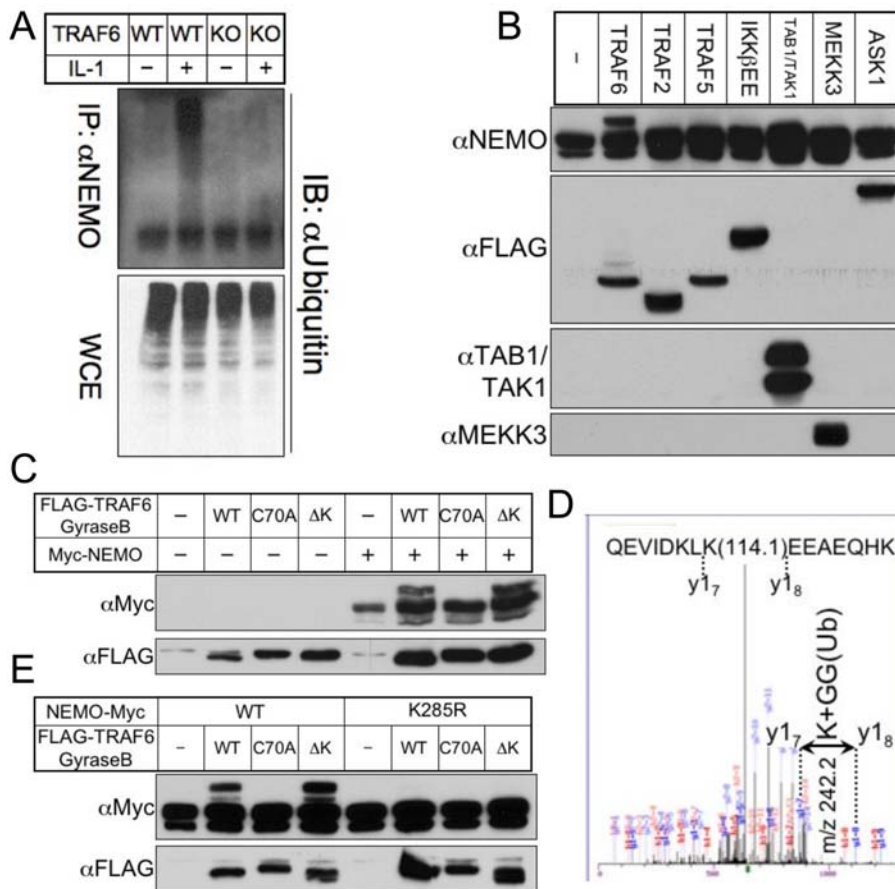 A
TRAF6 WT WT KO KO
IL-1 – + – +
IP: αNEMO
WCE
IB: αUbiquitin
B
– TRAF6 TRAF2 TRAF5 IKKβEE TAB1/TAK1 MEKK3 ASK1
αNEMO
αFLAG
αTAB1/
TAK1
αMEKK3
C
FLAG-TRAF6
GyraseB
– WT C70A ΔK – WT C70A ΔK
Myc-NEMO – – – – + + + +
αMyc
αFLAG
D
QEVIDKLK(114.1)EEAEQHK
y1₇ y1₈
K+GG(Ub)
y1₇ y1₈
m/z 242.2
0 500 1000
E
NEMO-Myc WT K285R
FLAG-TRAF6
GyraseB
– WT C70A ΔK – WT C70A ΔK
αMyc
αFLAG